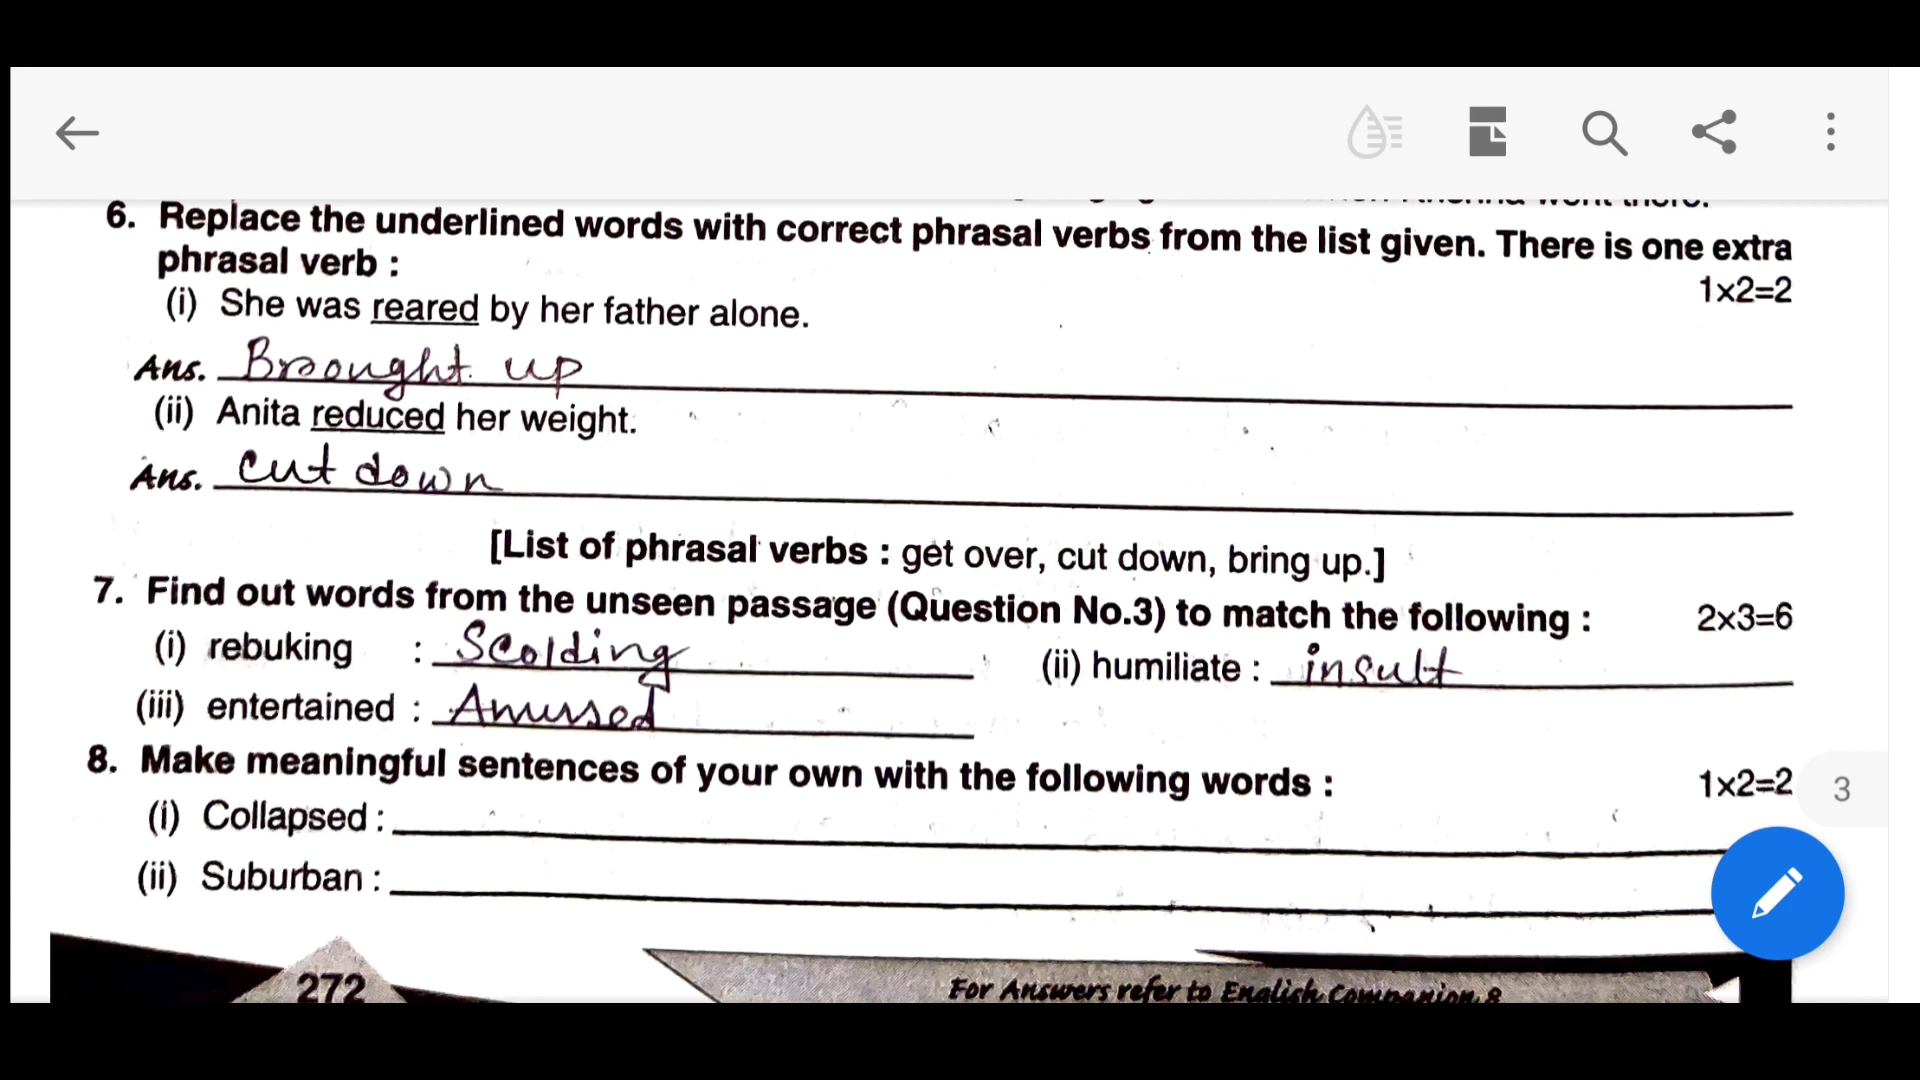 6. Replace the underlined words with correct phrasal verbs from the list given. There is one extra
phrasal verb :
1×2=2
(i) She was reared by her father alone.
Ans. Brought up
(ii) Anita reduced her weight.
Ans. cut down
[List of phrasal verbs : get over, cut down, bring up.]
7. Find out words from the unseen passage (Question No.3) to match the following : 2×3=6
(i) rebuking : Scolding (ii) humiliate : insult
(iii) entertained : Amused
8. Make meaningful sentences of your own with the following words : 1×2=2
3
(i) Collapsed :
(ii) Suburban :
272
For Answers refer to English Companion 8